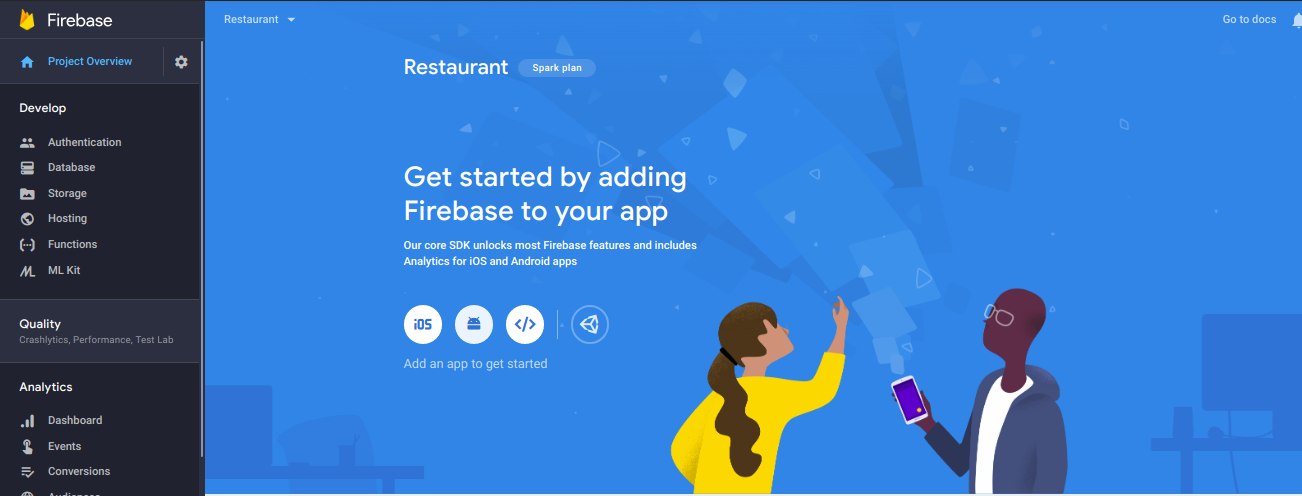 Firebase
Project Overview
Develop
Authentication
Database
Storage
Hosting
Functions
ML Kit
Quality
Crashlytics, Performance, Test Lab
Analytics
Dashboard
Events
Conversions
Audiences
Restaurant
Go to docs
Restaurant
Spark plan
Get started by adding
Firebase to your app
Our core SDK unlocks most Firebase features and includes
Analytics for iOS and Android apps
iOS
</>
Add an app to get started